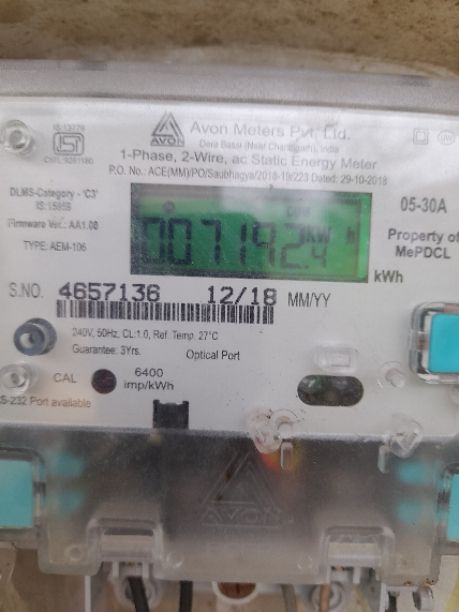 IS:13779
AVON
Avon Meters Pvt. Ltd.
Dera Bassi (Near Chandigarh), India
1-Phase, 2-Wire, ac Static Energy Meter
P.O. No.: ACE(MM)/PO/Saubhagya/2018-19/223 Dated: 29-10-2018
DLMS-Category - 'C3'
IS:15959
Firmware Ver.: AA1.00
TYPE: AEM-106
CUM
007192.4 kW h
05-30A
Property of
MePDCL
kWh
S.NO. 4657136 12/18 MM/YY
240V, 50Hz, CL:1.0, Ref. Temp. 27°C
Guarantee: 3Yrs. Optical Port
CAL 6400
imp/kWh
RS-232 Port available
AVON